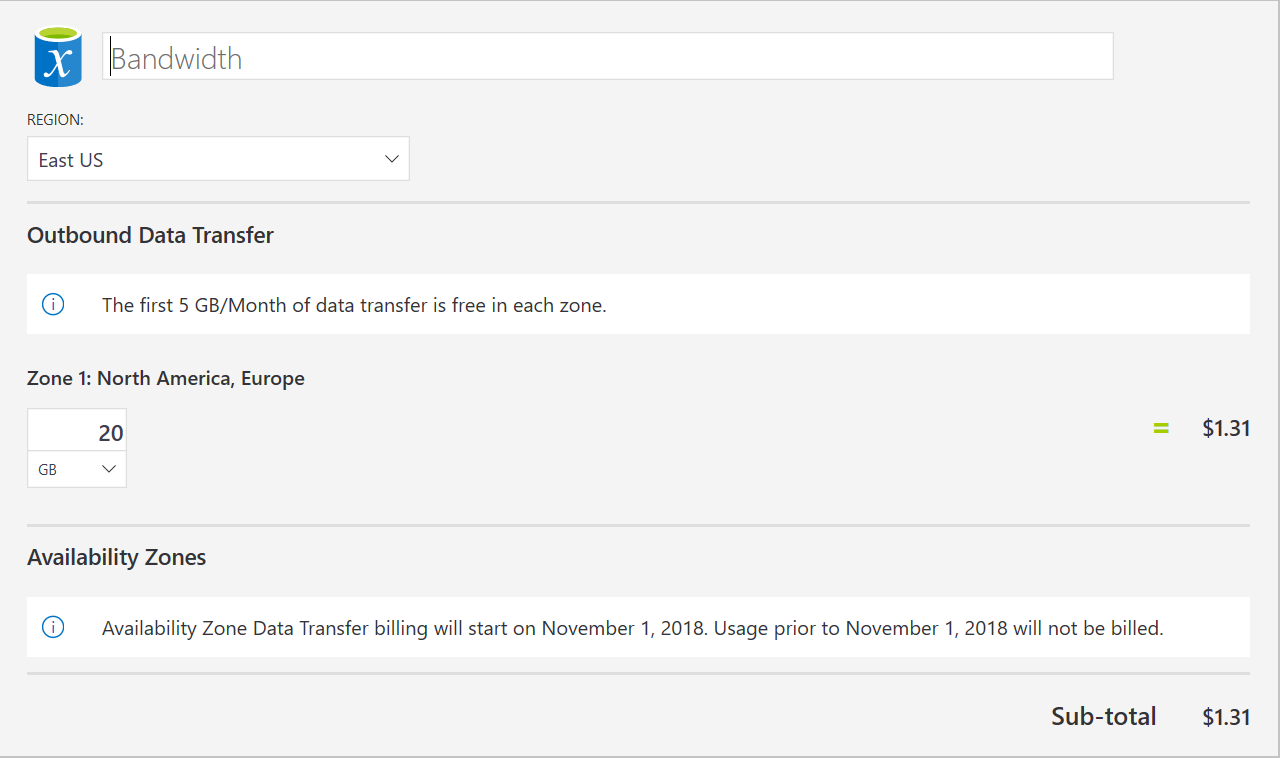 x
Bandwidth
REGION:
East US
Outbound Data Transfer
The first 5 GB/Month of data transfer is free in each zone.
Zone 1: North America, Europe
20
= $1.31
GB
Availability Zones
Availability Zone Data Transfer billing will start on November 1, 2018. Usage prior to November 1, 2018 will not be billed.
Sub-total $1.31